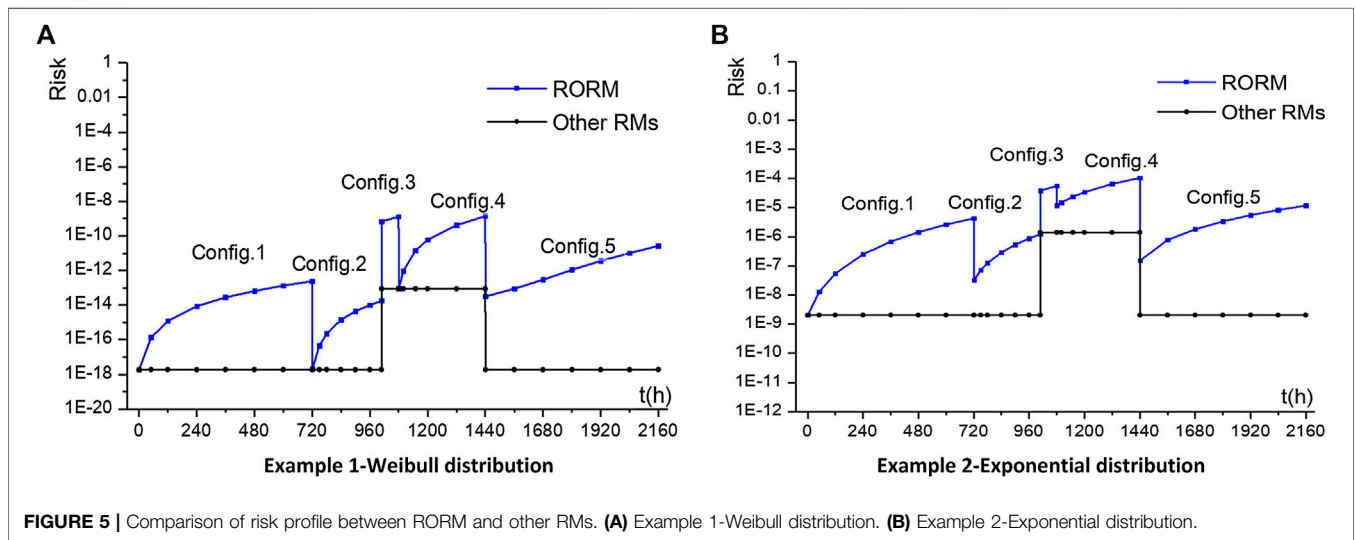 A
Risk
1
0.01
1E-4
1E-6
1E-8
1E-10
1E-12
1E-14
1E-16
1E-18
1E-20
RORM
Other RMs
Config.1
Config.2
Config.3
Config.4
Config.5
t(h)
0 240 480 720 960 1200 1440 1680 1920 2160
Example 1-Weibull distribution
B
Risk
1
0.1
0.01
1E-3
1E-4
1E-5
1E-6
1E-7
1E-8
1E-9
1E-10
1E-11
1E-12
RORM
Other RMs
Config.1
Config.2
Config.3
Config.4
Config.5
t(h)
0 240 480 720 960 1200 1440 1680 1920 2160
Example 2-Exponential distribution
FIGURE 5 | Comparison of risk profile between RORM and other RMs. (A) Example 1-Weibull distribution. (B) Example 2-Exponential distribution.